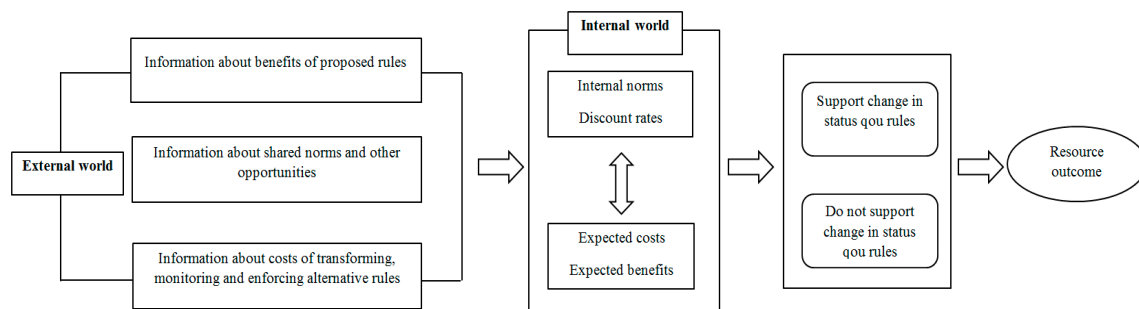 External world
Information about benefits of proposed rules
Information about shared norms and other
opportunities
Information about costs of transforming,
monitoring and enforcing alternative rules
Internal world
Internal norms
Discount rates
Expected costs
Expected benefits
Support change in
status qou rules
Do not support
change in status
qou rules
Resource
outcome